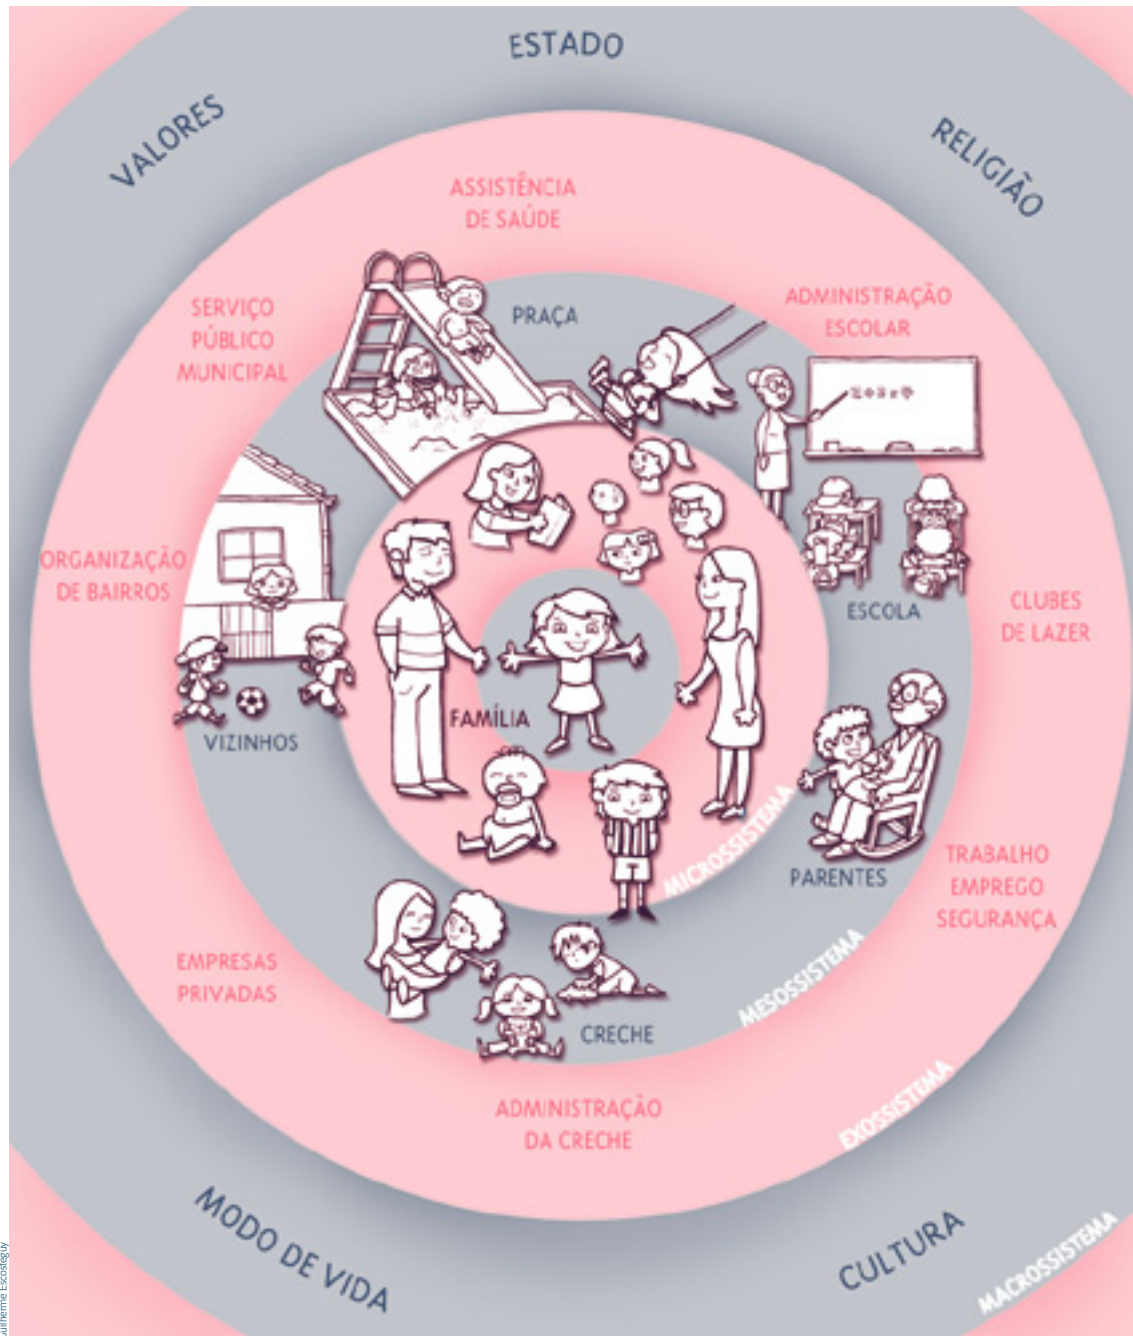 ESTADO
VALORES
RELIGIÃO
ASSISTÊNCIA
DE SAÚDE
SERVIÇO
PÚBLICO
MUNICIPAL
PRAÇA
ADMINISTRAÇÃO
ESCOLAR
ORGANIZAÇÃO
DE BAIRROS
ESCOLA
CLUBES
DE LAZER
FAMÍLIA
VIZINHOS
MICROSSISTEMA
PARENTES
TRABALHO
EMPREGO
SEGURANÇA
EMPRESAS
PRIVADAS
MESOSSISTEMA
CRECHE
EXOSSISTEMA
ADMINISTRAÇÃO
DA CRECHE
MODO DE VIDA
CULTURA
MACROSSISTEMA
Escosteguy